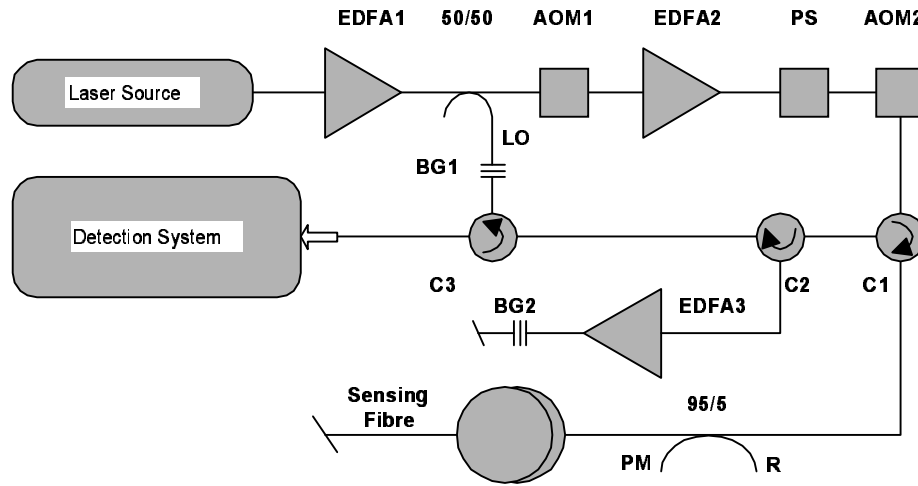 EDFA1 50/50 AOM1 EDFA2 PS AOM2
Laser Source
LO
BG1
Detection System
C3 C2 C1
BG2 EDFA3
Sensing
Fibre
95/5
PM R